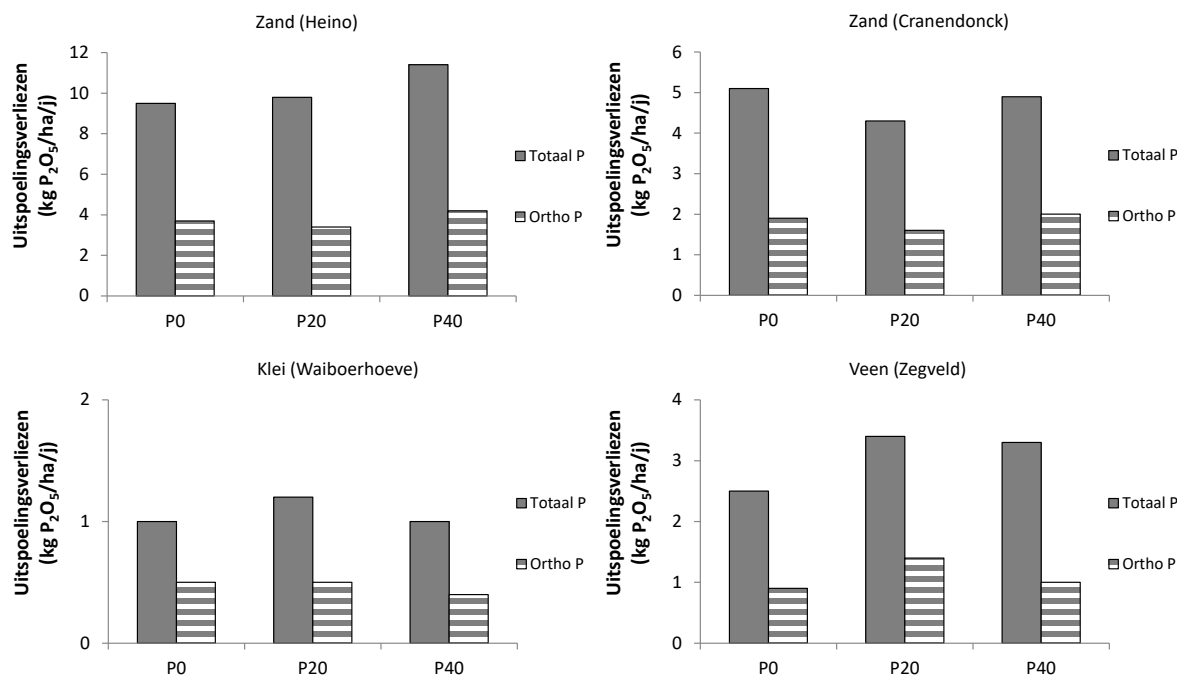 Zand (Heino)
Uitspoelingsverliezen
(kg P₂O₅/ha/j)
12
10
8
6
4
2
0
P0
P20
P40
Totaal P
Ortho P
Zand (Cranendonck)
Uitspoelingsverliezen
(kg P₂O₅/ha/j)
6
5
4
3
2
1
0
P0
P20
P40
Totaal P
Ortho P
Klei (Waiboerhoeve)
Uitspoelingsverliezen
(kg P₂O₅/ha/j)
2
1
0
P0
P20
P40
Totaal P
Ortho P
Veen (Zegveld)
Uitspoelingsverliezen
(kg P₂O₅/ha/j)
4
3
2
1
0
P0
P20
P40
Totaal P
Ortho P